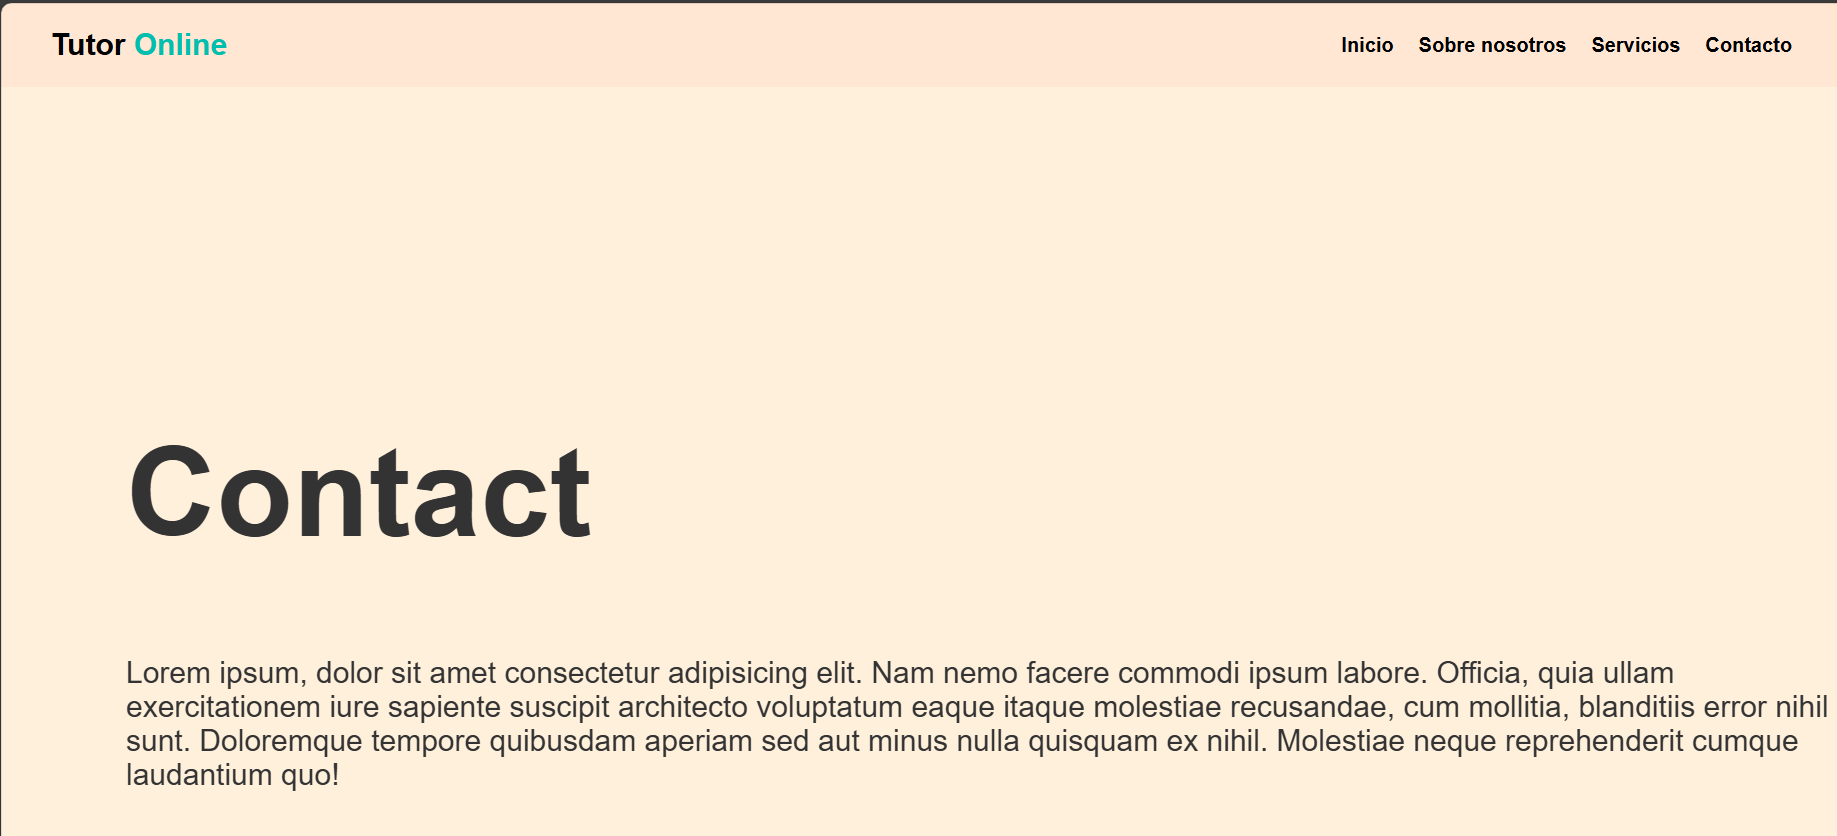 Tutor Online
Inicio Sobre nosotros Servicios Contacto
Contact
Lorem ipsum, dolor sit amet consectetur adipisicing elit. Nam nemo facere commodi ipsum labore. Officia, quia ullam
exercitationem iure sapiente suscipit architecto voluptatum eaque itaque molestiae recusandae, cum mollitia, blanditiis error nihil
sunt. Doloremque tempore quibusdam aperiam sed aut minus nulla quisquam ex nihil. Molestiae neque reprehenderit cumque
laudantium quo!